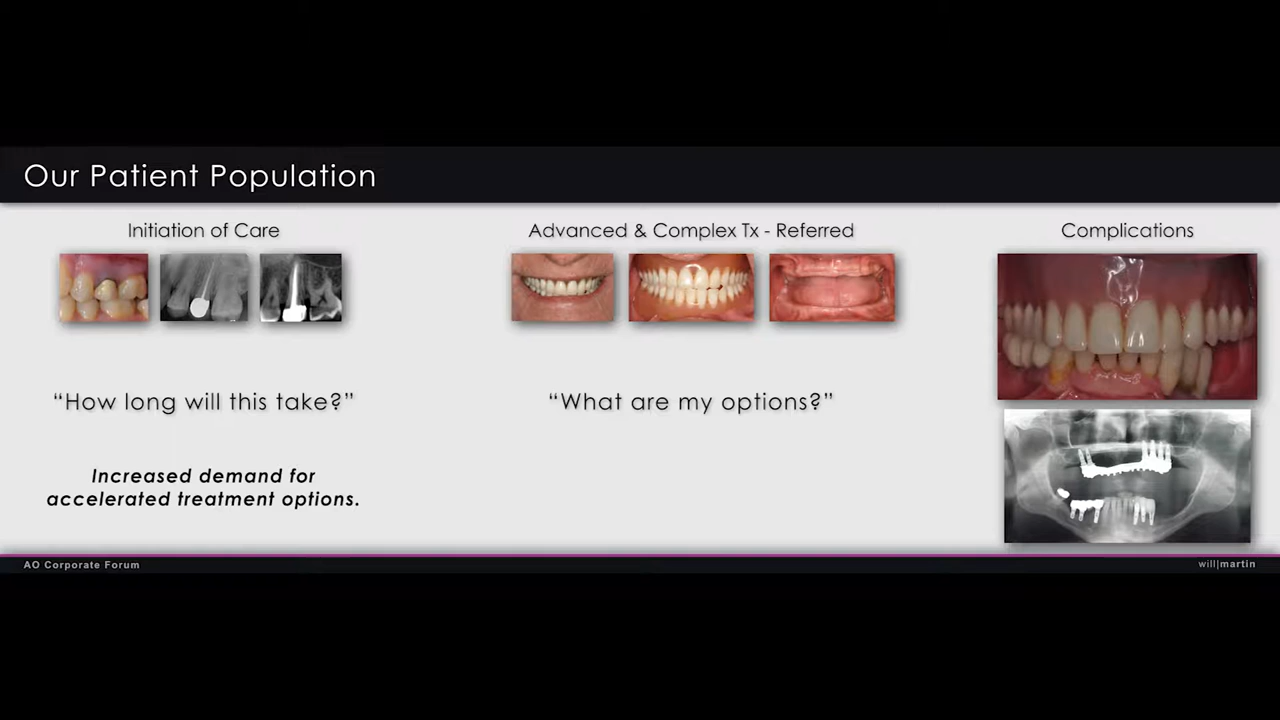 Our Patient Population
Initiation of Care
“How long will this take?”
Increased demand for
accelerated treatment options.
Advanced & Complex Tx - Referred
“What are my options?”
Complications
AO Corporate Forum
will|martin